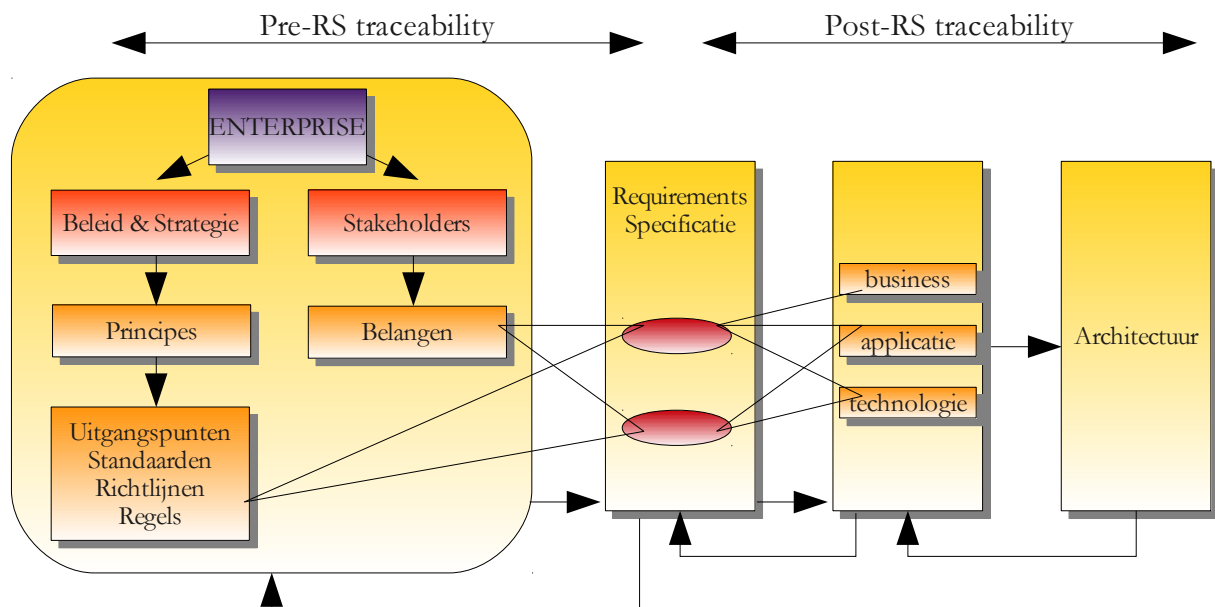 Pre-RS traceability
Post-RS traceability
ENTERPRISE
Beleid & Strategie
Stakeholders
Principes
Belangen
Uitgangspunten
Standaarden
Richtlijnen
Regels
Requirements
Specificatie
business
applicatie
technologie
Architectuur